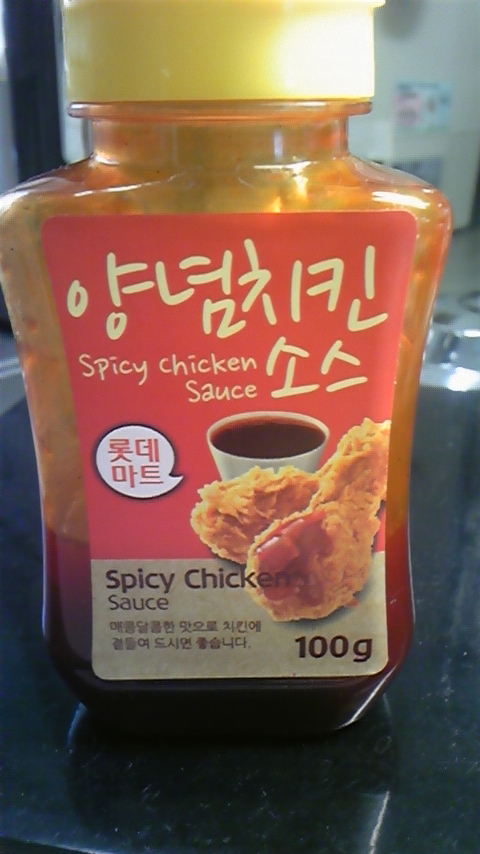 양념치킨
Spicy Chicken 소스
Sauce
롯데
마트
Spicy Chicken
Sauce
매콤달콤한 맛으로 치킨에
곁들여 드시면 좋습니다.
100g